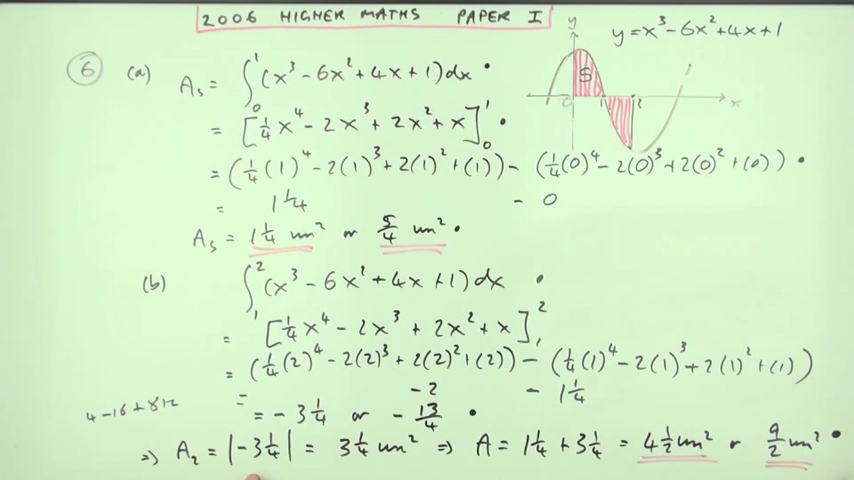 2006 HIGHER MATHS PAPER I
y = x³ - 6x² + 4x + 1
y
S
0 1 2 x
6 (a) Aₛ = ∫₀¹ (x³ - 6x² + 4x + 1) dx •
= [¼x⁴ - 2x³ + 2x² + x]₀¹ •
= (¼(1)⁴ - 2(1)³ + 2(1)² + (1)) - (¼(0)⁴ - 2(0)³ + 2(0)² + (0)) •
= 1¼ - 0
Aₛ = 1¼ un² or 5/4 un² •
(b) ∫₁² (x³ - 6x² + 4x + 1) dx •
= [¼x⁴ - 2x³ + 2x² + x]₁²
= (¼(2)⁴ - 2(2)³ + 2(2)² + (2)) - (¼(1)⁴ - 2(1)³ + 2(1)² + (1))
= -2 - 1¼
4 - 16 + 8 + 2
= -3¼ or -13/4 •
⇒ A₂ = |-3¼| = 3¼ un² ⇒ A = 1¼ + 3¼ = 4½ un² or 9/2 un² •